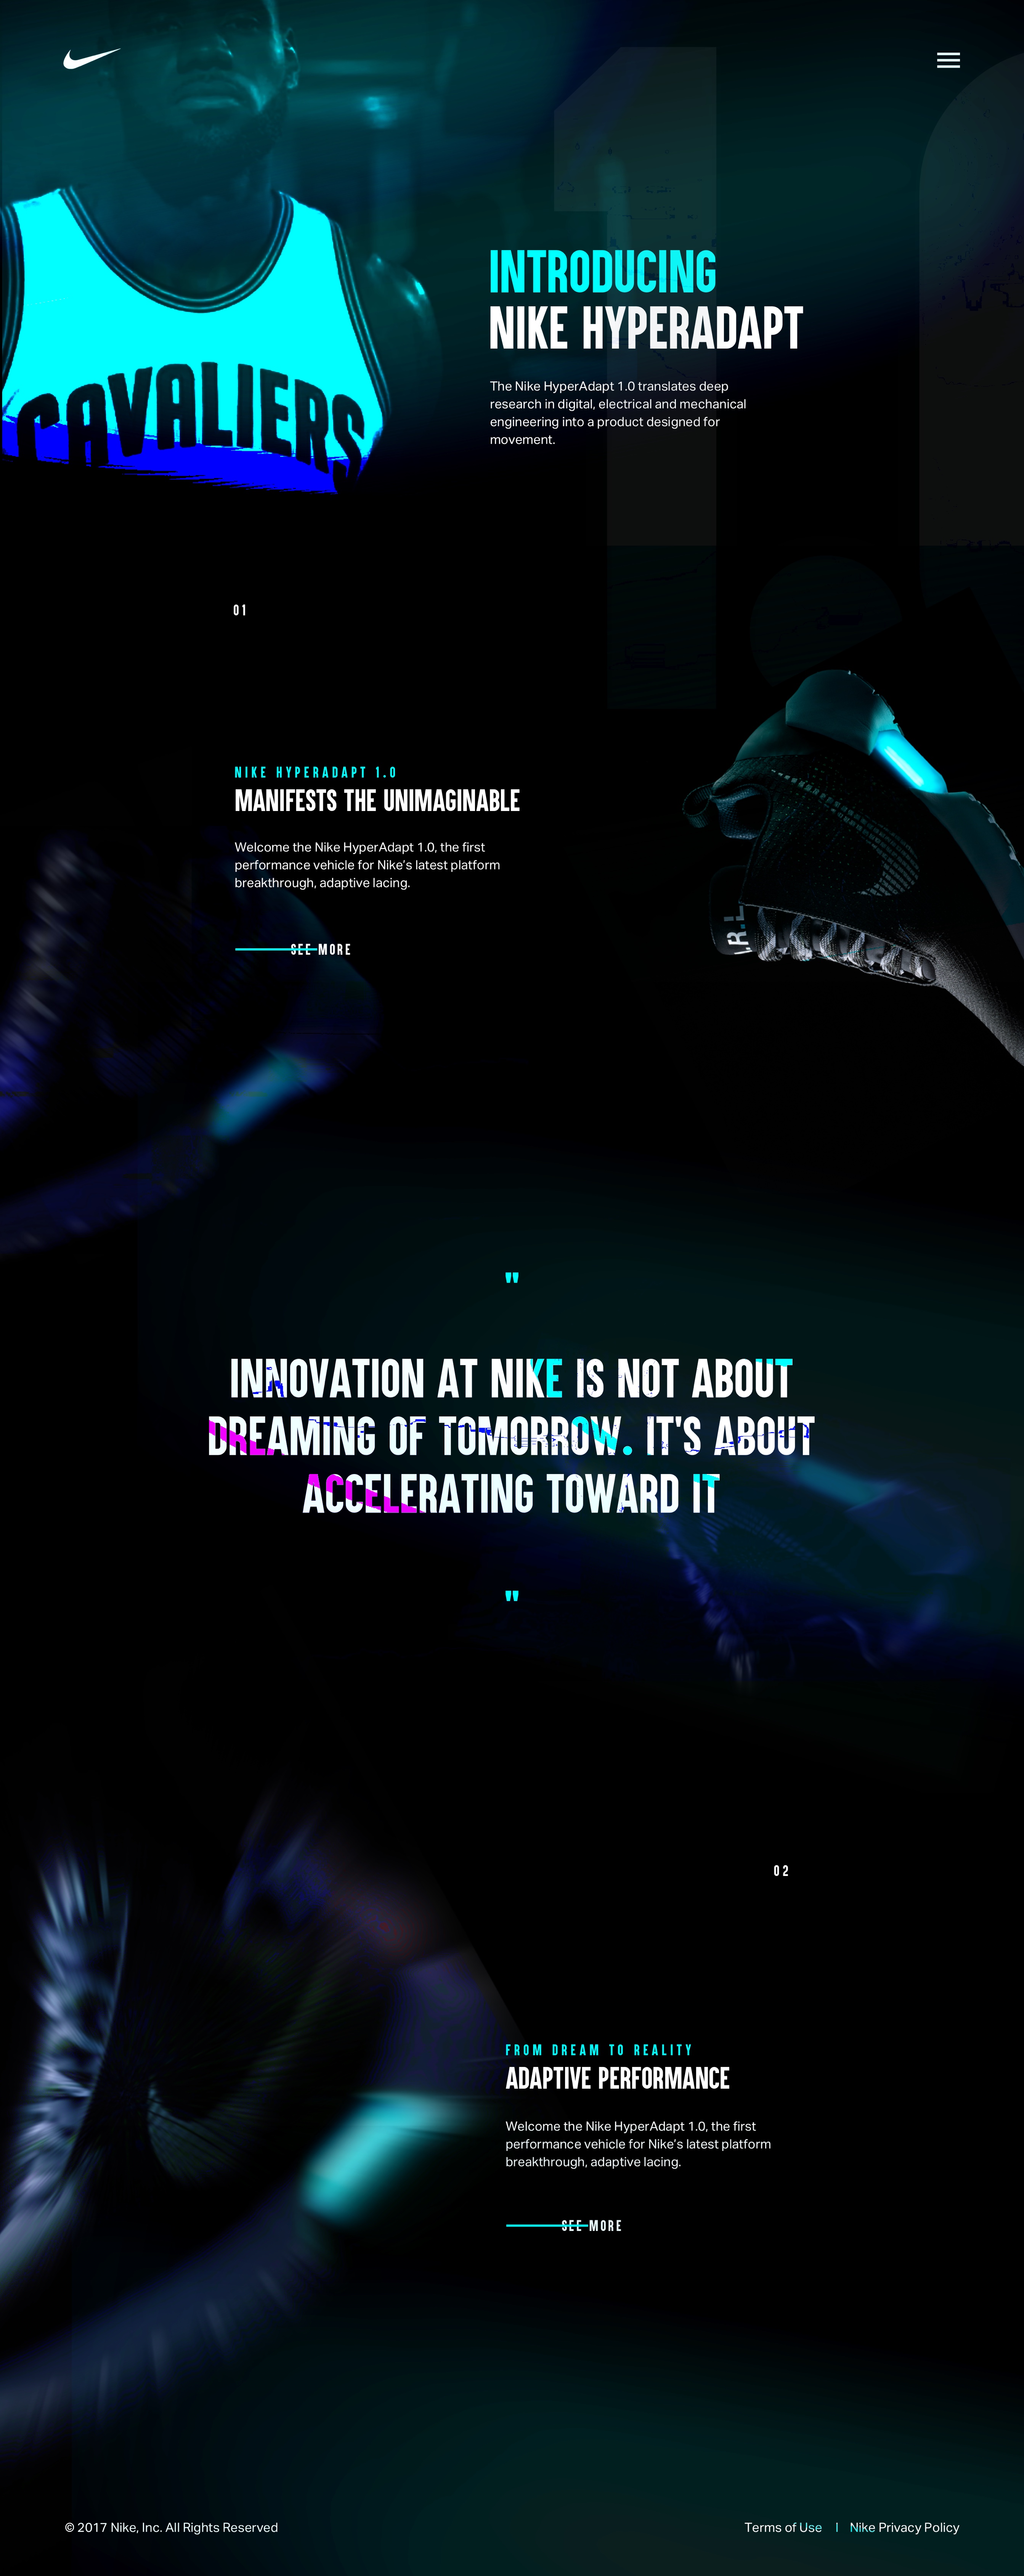 CAVALIERS
1.0
INTRODUCING
NIKE HYPERADAPT
The Nike HyperAdapt 1.0 translates deep
research in digital, electrical and mechanical
engineering into a product designed for
movement.
01
NIKE HYPERADAPT 1.0
MANIFESTS THE UNIMAGINABLE
Welcome the Nike HyperAdapt 1.0, the first
performance vehicle for Nike’s latest platform
breakthrough, adaptive lacing.
SEE MORE
"
INNOVATION AT NIKE IS NOT ABOUT
DREAMING OF TOMORROW. IT'S ABOUT
ACCELERATING TOWARD IT
"
02
FROM DREAM TO REALITY
ADAPTIVE PERFORMANCE
Welcome the Nike HyperAdapt 1.0, the first
performance vehicle for Nike’s latest platform
breakthrough, adaptive lacing.
SEE MORE
© 2017 Nike, Inc. All Rights Reserved
Terms of Use | Nike Privacy Policy